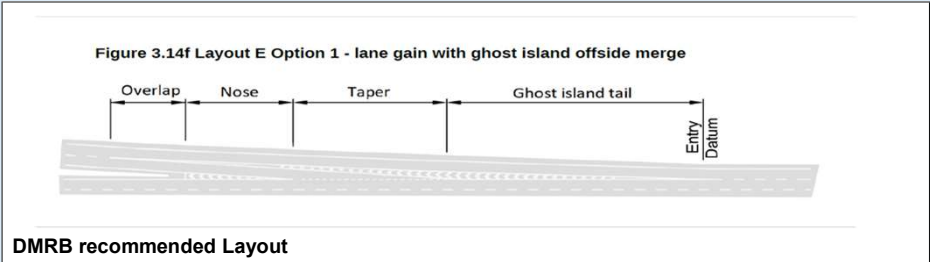 Figure 3.14f Layout E Option 1 - lane gain with ghost island offside merge
Overlap Nose Taper Ghost island tail
Entry
Datum
DMRB recommended Layout